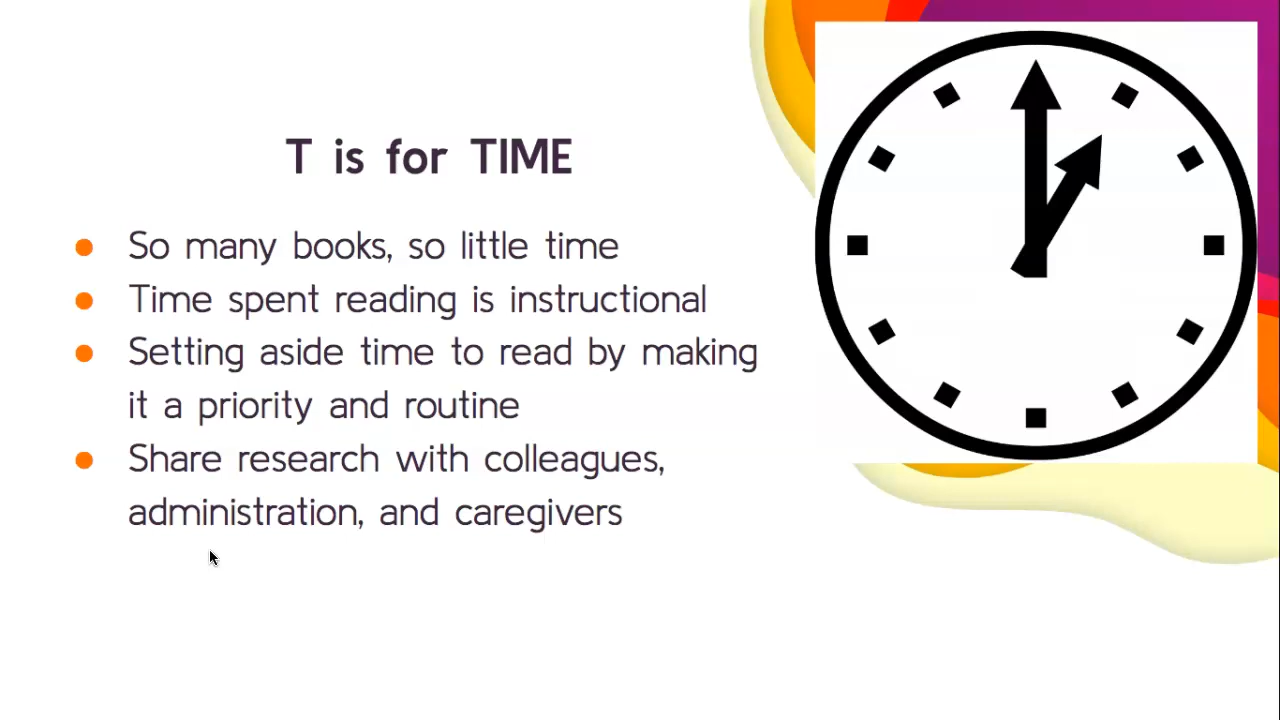 T is for TIME
So many books, so little time
Time spent reading is instructional
Setting aside time to read by making
it a priority and routine
Share research with colleagues,
administration, and caregivers